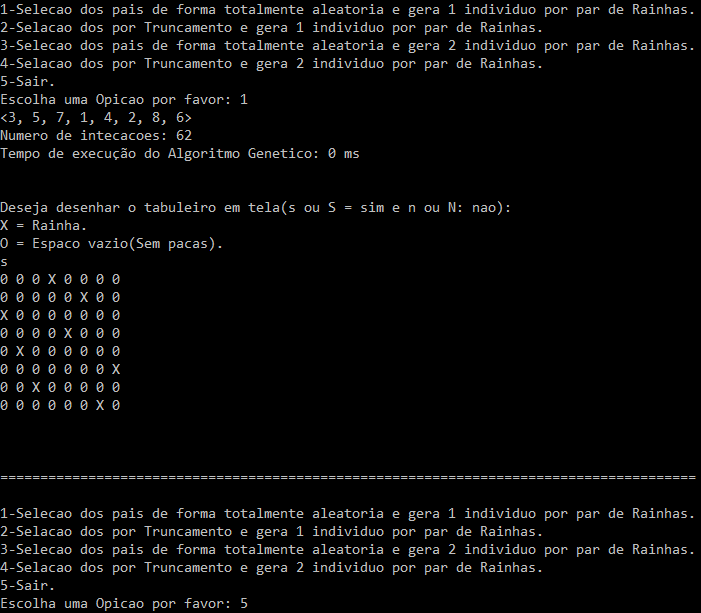 1-Selecao dos pais de forma totalmente aleatoria e gera 1 individuo por par de Rainhas.
2-Selacao dos por Truncamento e gera 1 individuo por par de Rainhas.
3-Selecao dos pais de forma totalmente aleatoria e gera 2 individuo por par de Rainhas.
4-Selacao dos por Truncamento e gera 2 individuo por par de Rainhas.
5-Sair.
Escolha uma Opicao por favor: 1
<3, 5, 7, 1, 4, 2, 8, 6>
Numero de intecacoes: 62
Tempo de execução do Algoritmo Genetico: 0 ms
Deseja desenhar o tabuleiro em tela(s ou S = sim e n ou N: nao):
X = Rainha.
O = Espaco vazio(Sem pacas).
s
0 0 0 X 0 0 0 0
0 0 0 0 0 X 0 0
X 0 0 0 0 0 0 0
0 0 0 0 X 0 0 0
0 X 0 0 0 0 0 0
0 0 0 0 0 0 0 X
0 0 X 0 0 0 0 0
0 0 0 0 0 0 X 0
=======================================================================================
1-Selecao dos pais de forma totalmente aleatoria e gera 1 individuo por par de Rainhas.
2-Selacao dos por Truncamento e gera 1 individuo por par de Rainhas.
3-Selecao dos pais de forma totalmente aleatoria e gera 2 individuo por par de Rainhas.
4-Selacao dos por Truncamento e gera 2 individuo por par de Rainhas.
5-Sair.
Escolha uma Opicao por favor: 5